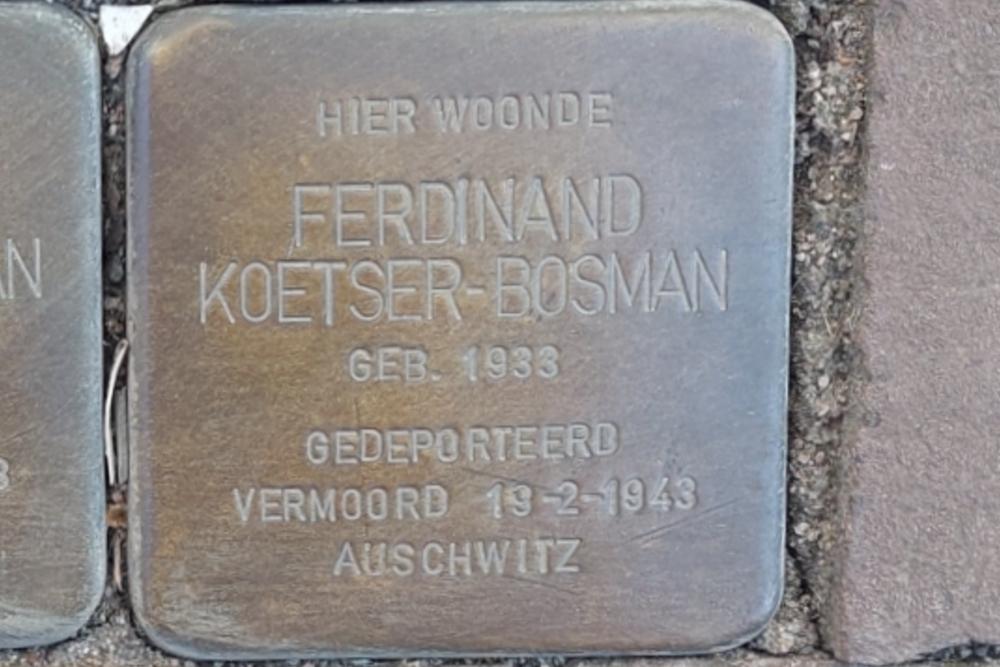 HIER WOONDE
FERDINAND
KOETSER-BOSMAN
GEB. 1933
GEDEPORTEERD
VERMOORD 19-2-1943
AUSCHWITZ